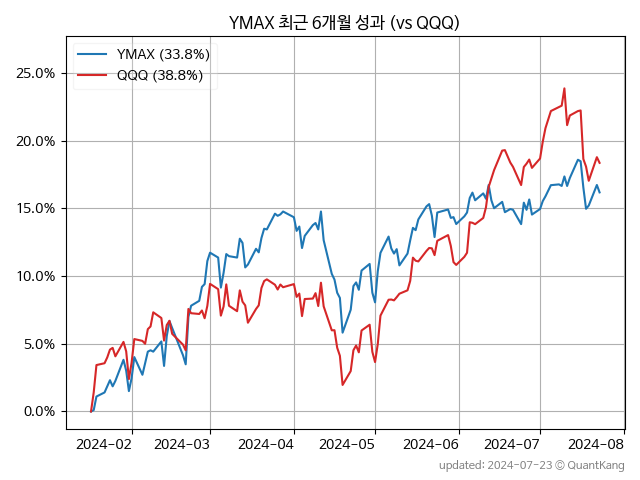 YMAX 최근 6개월 성과 (vs QQQ)
YMAX (33.8%)
QQQ (38.8%)
25.0%
20.0%
15.0%
10.0%
5.0%
0.0%
2024-02 2024-03 2024-04 2024-05 2024-06 2024-07 2024-08
updated: 2024-07-23 © QuantKang